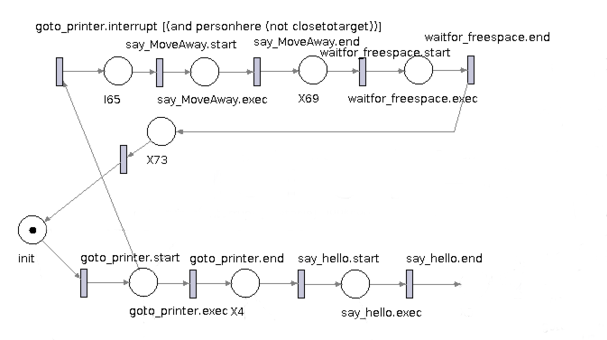 goto_printer.interrupt [(and personhere (not closetotarget))]
say_MoveAway.start
say_MoveAway.end
waitfor_freespace.start
waitfor_freespace.end
I65
say_MoveAway.exec
X69
waitfor_freespace.exec
X73
init
goto_printer.start
goto_printer.end
say_hello.start
say_hello.end
goto_printer.exec
X4
say_hello.exec